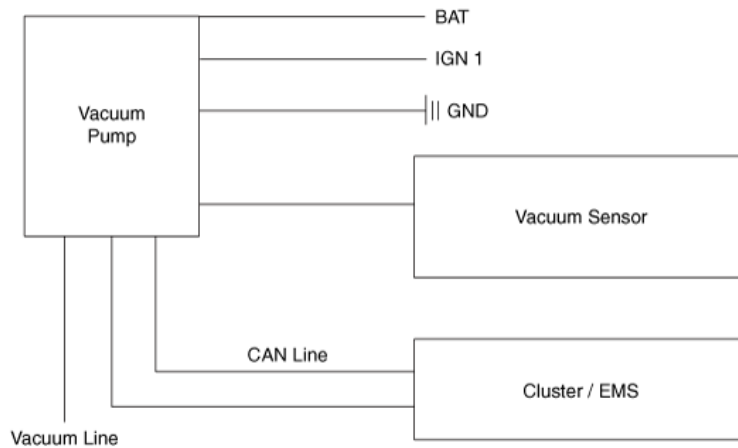 BAT
IGN 1
Vacuum
Pump
GND
Vacuum Sensor
CAN Line
Cluster / EMS
Vacuum Line